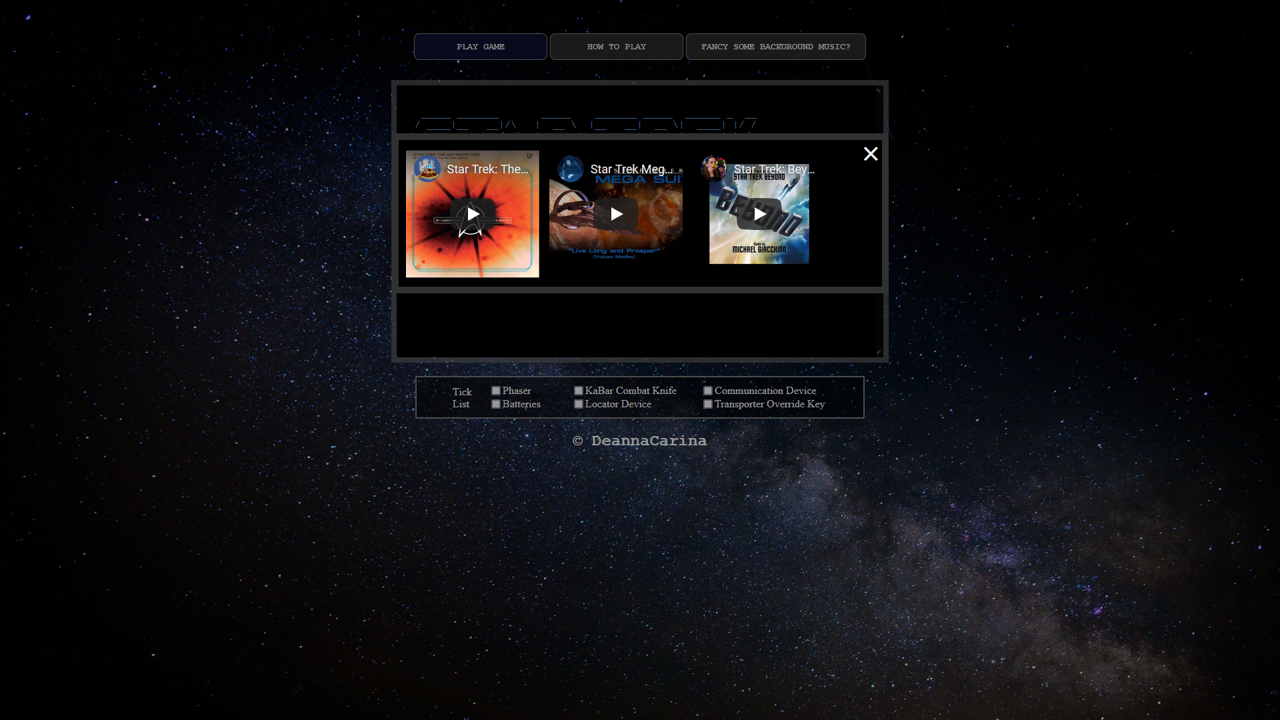 PLAY GAME
HOW TO PLAY
FANCY SOME BACKGROUND MUSIC?
Star Trek: The...
Star Trek Meg...
Star Trek: Bey...
MEGA SUI
STAR TREK BEYOND
BEYOND
"Live Long and Prosper"
(Vulcan Medley)
MICHAEL GIACCHINO
Tick
List
Phaser
KaBar Combat Knife
Communication Device
Batteries
Locator Device
Transporter Override Key
© DeannaCarina